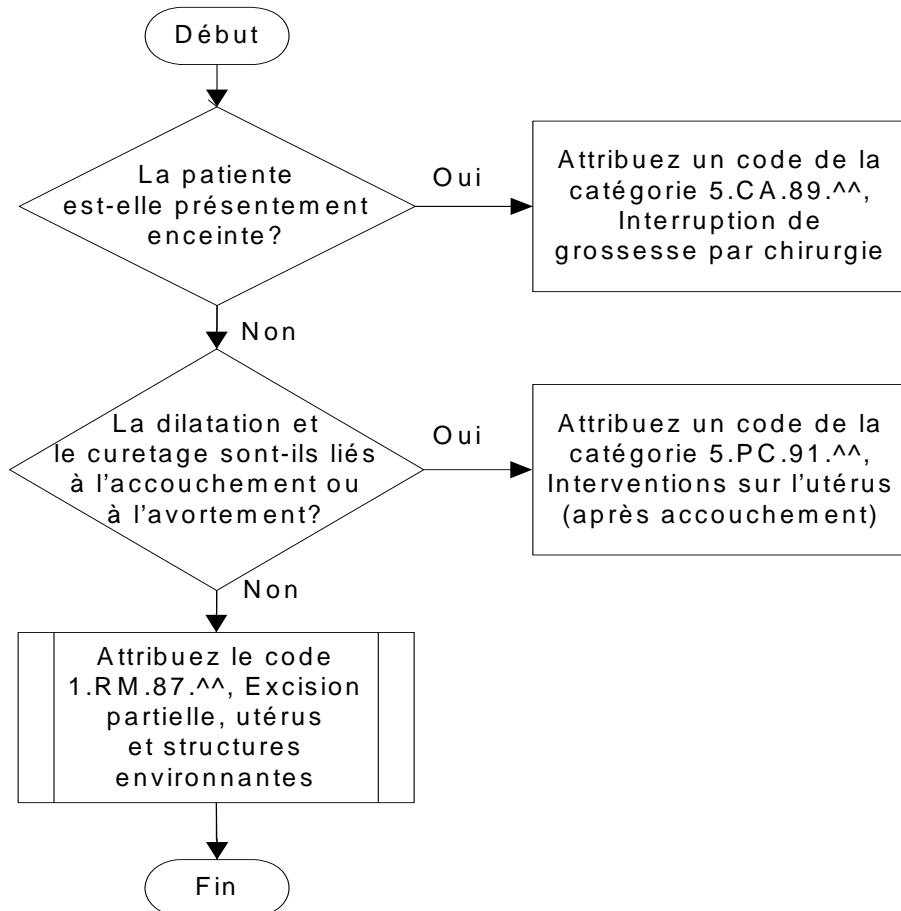 Début
La patiente
est-elle présentement
enceinte?
Oui
Attribuez un code de la
catégorie 5.CA.89.^^,
Interruption de
grossesse par chirurgie
Non
La dilatation et
le curetage sont-ils liés
à l'accouchement ou
à l'avortement?
Oui
Attribuez un code de la
catégorie 5.PC.91.^^,
Interventions sur l'utérus
(après accouchement)
Non
Attribuez le code
1.RM.87.^^, Excision
partielle, utérus
et structures
environnantes
Fin